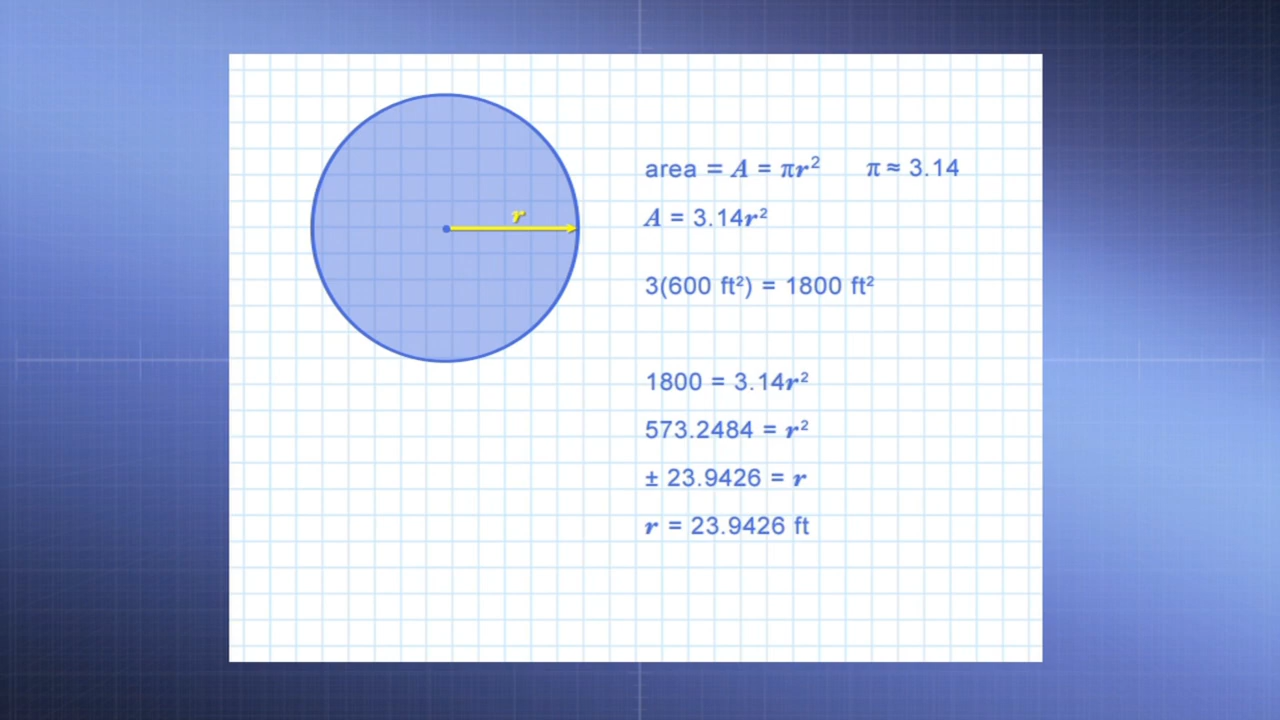 r
area = A = πr² π ≈ 3.14
A = 3.14r²
3(600 ft²) = 1800 ft²
1800 = 3.14r²
573.2484 = r²
± 23.9426 = r
r = 23.9426 ft